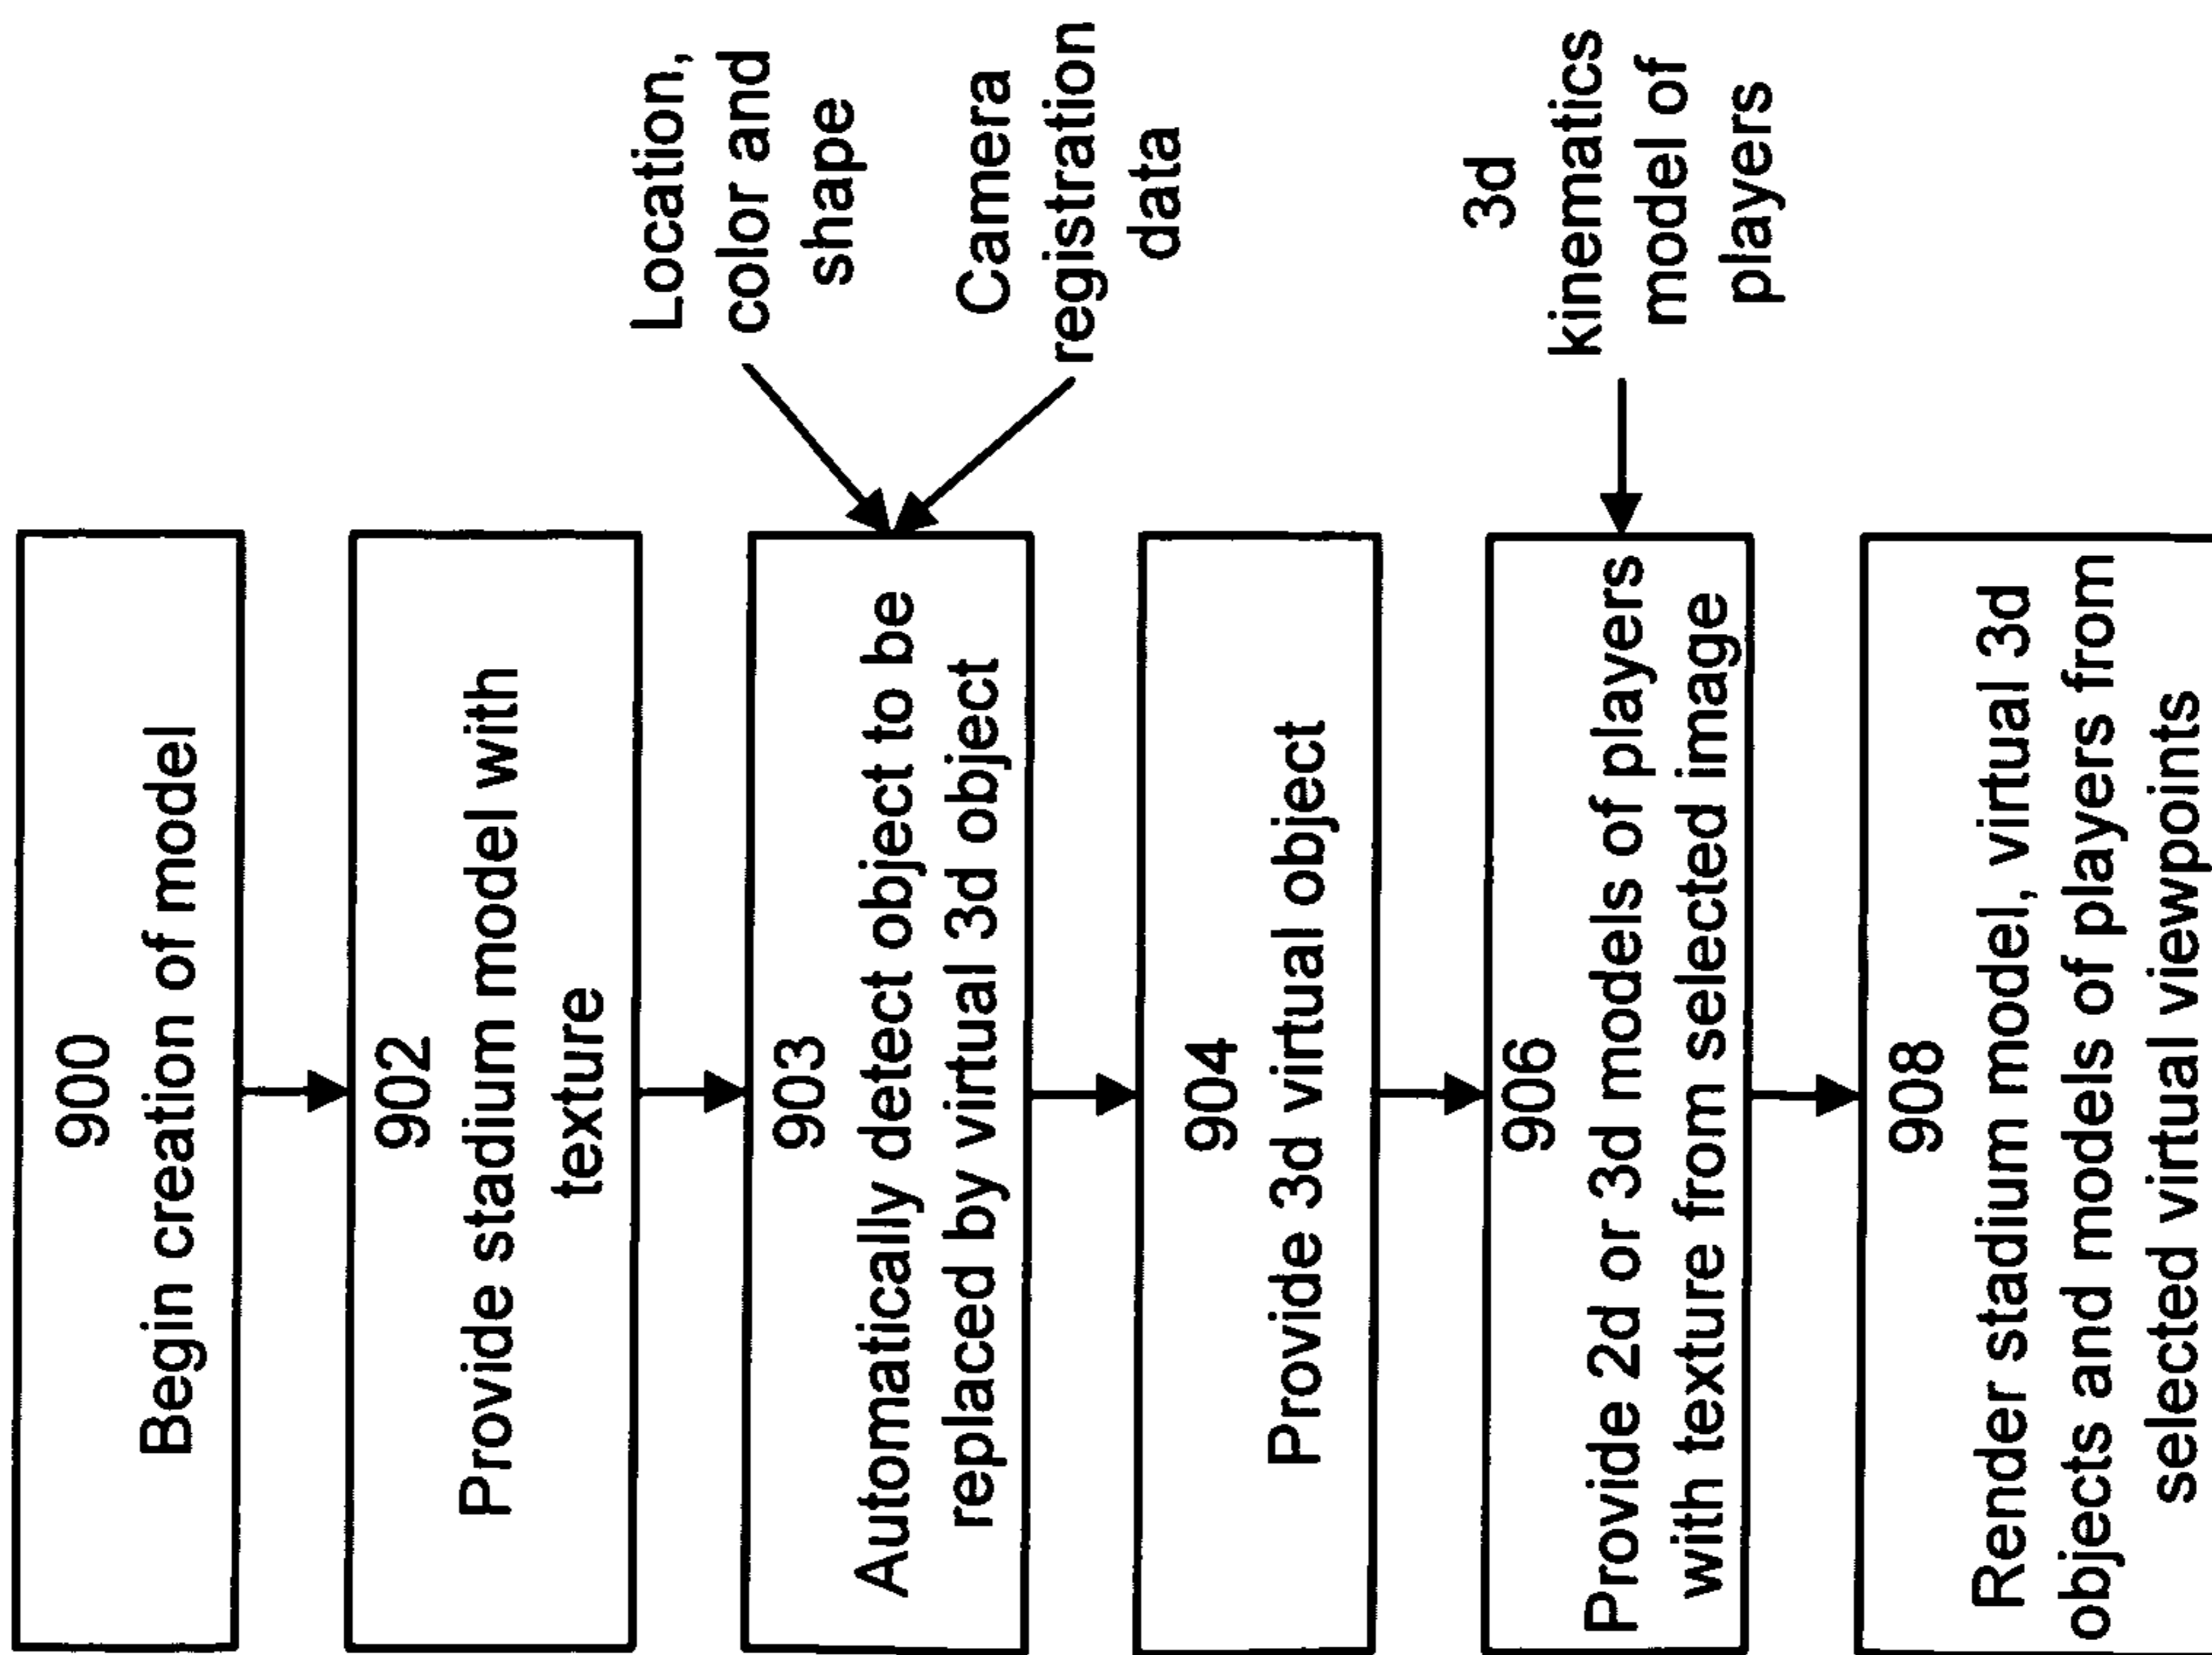 900
Begin creation of model
902
Provide stadium model with
texture
903
Automatically detect object to be
replaced by virtual 3d object
Location,
color and
shape
Camera
registration
data
904
Provide 3d virtual object
906
Provide 2d or 3d models of players
with texture from selected image
3d
kinematics
model of
players
908
Render stadium model, virtual 3d
objects and models of players from
selected virtual viewpoints